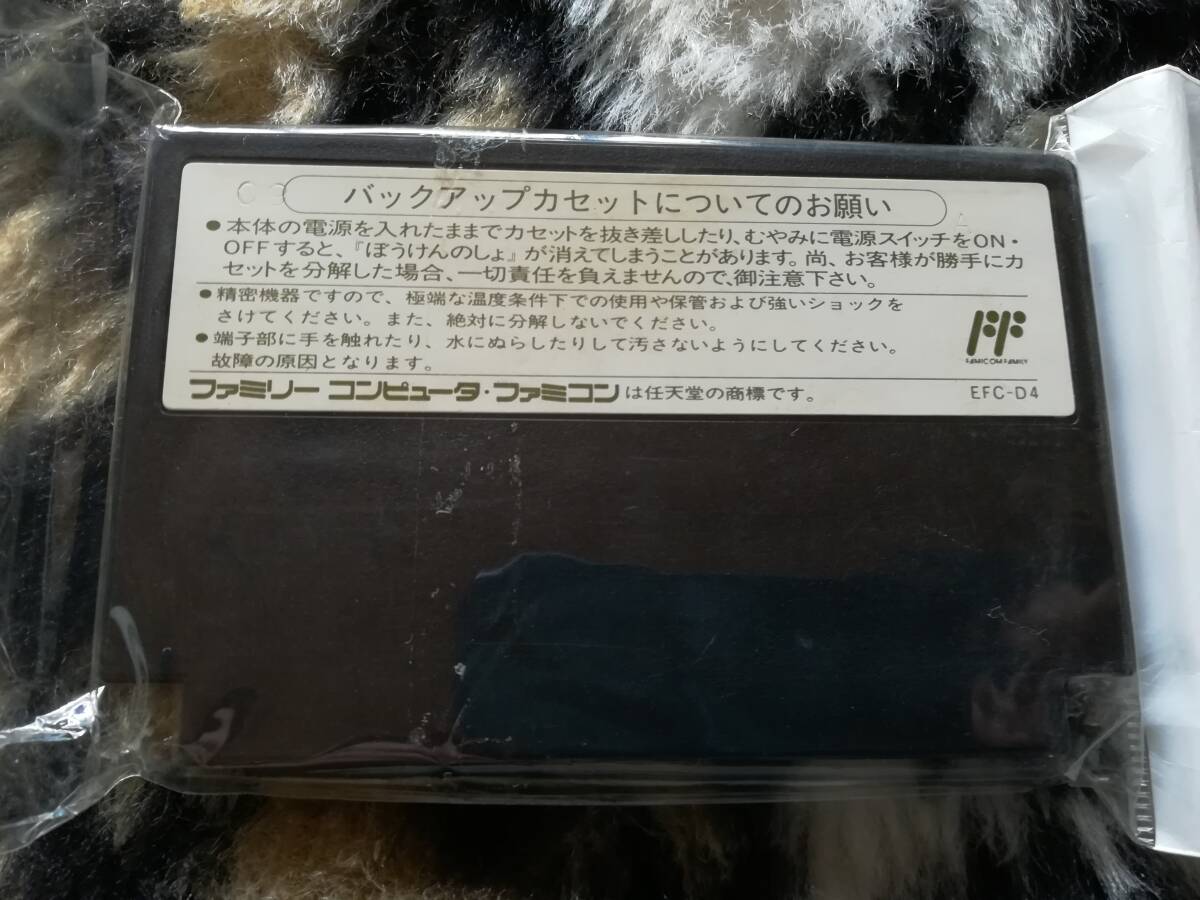 バックアップカセットについてのお願い
●本体の電源を入れたままでカセットを抜き差ししたり、むやみに電源スイッチをON・
OFFすると、『ぼうけんのしょ』が消えてしまうことがあります。尚、お客様が勝手にカ
セットを分解した場合、一切責任を負えませんので、御注意下さい。
●精密機器ですので、極端な温度条件下での使用や保管および強いショックを
さけてください。また、絶対に分解しないでください。
●端子部に手を触れたり、水にぬらしたりして汚さないようにしてください。
故障の原因となります。
FF
FAMICOM FAMILY
ファミリー コンピュータ・ファミコンは任天堂の商標です。
EFC-D4